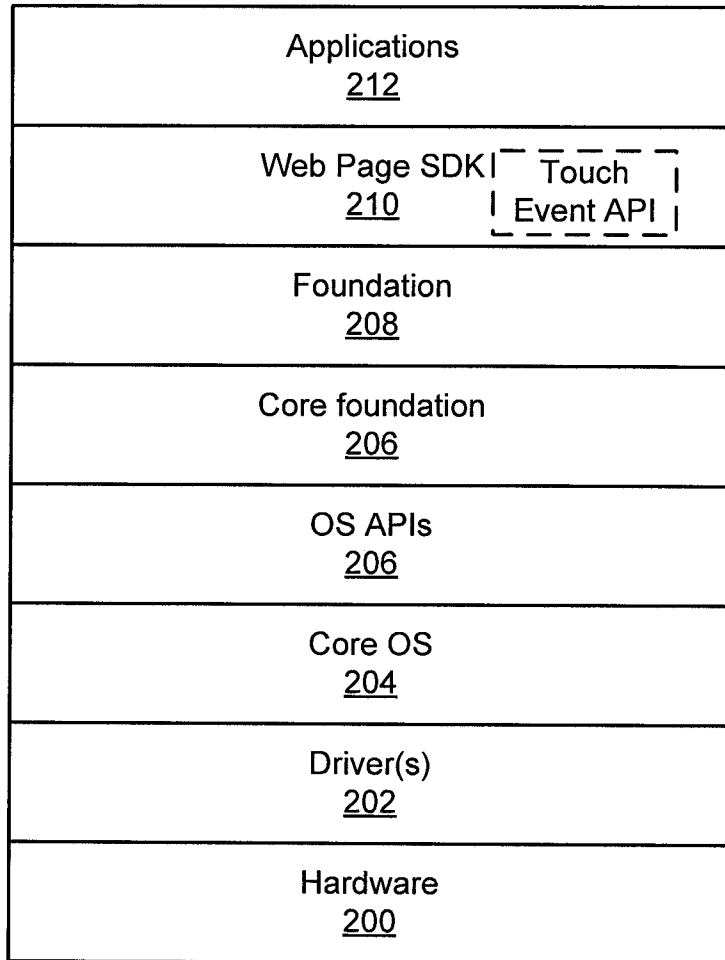 Applications
212
Web Page SDK
210
Touch
Event API
Foundation
208
Core foundation
206
OS APIs
206
Core OS
204
Driver(s)
202
Hardware
200